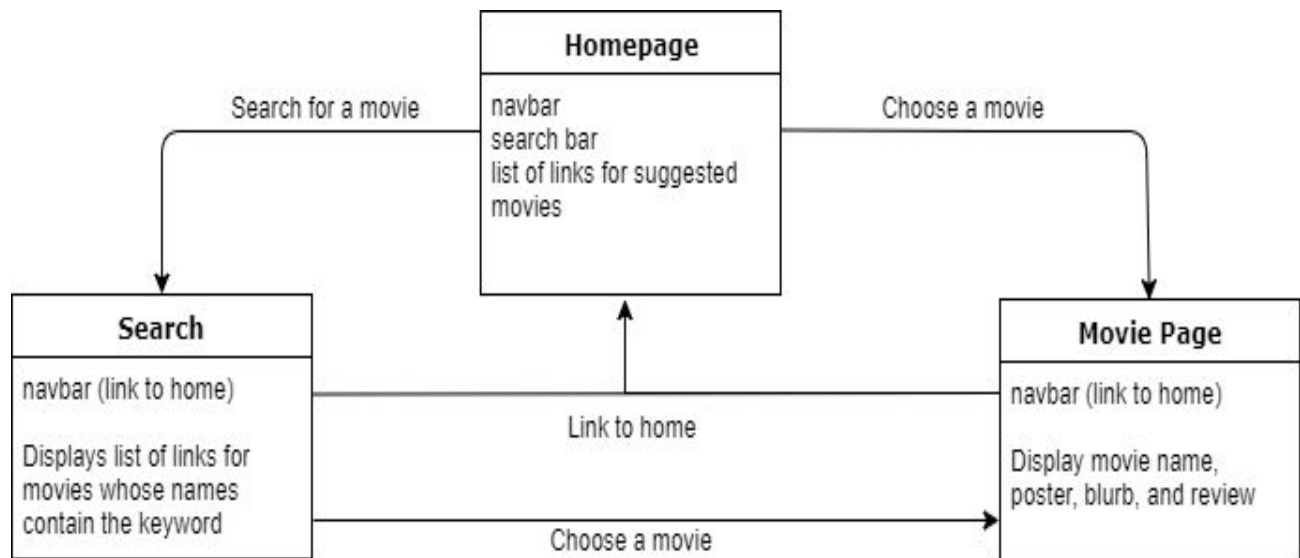 Homepage
navbar
search bar
list of links for suggested
movies
Search for a movie
Choose a movie
Search
navbar (link to home)
Displays list of links for
movies whose names
contain the keyword
Link to home
Choose a movie
Movie Page
navbar (link to home)
Display movie name,
poster, blurb, and review